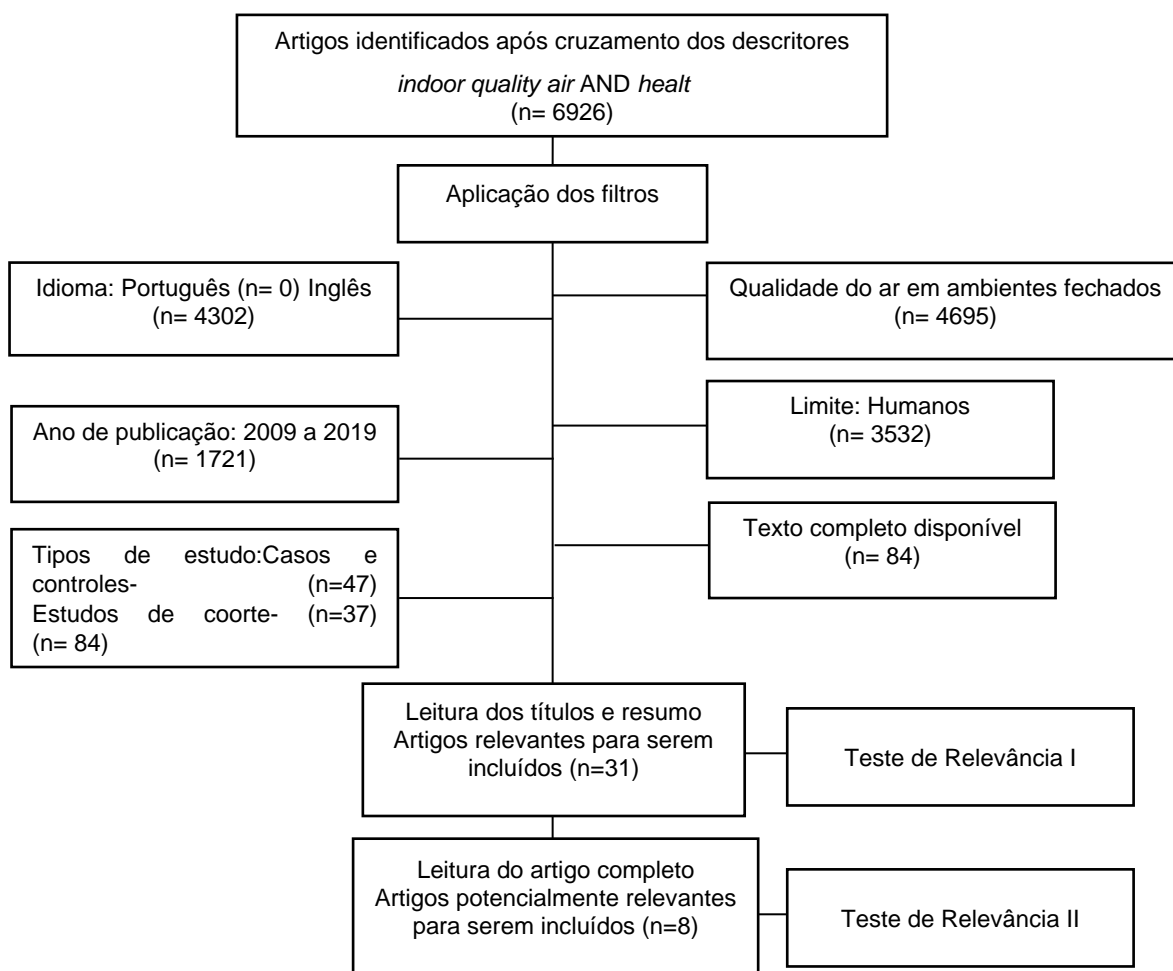 Artigos identificados após cruzamento dos descritores
indoor quality air AND healt
(n= 6926)
Aplicação dos filtros
Idioma: Português (n= 0) Inglês
(n= 4302)
Qualidade do ar em ambientes fechados
(n= 4695)
Ano de publicação: 2009 a 2019
(n= 1721)
Limite: Humanos
(n= 3532)
Tipos de estudo:Casos e
controles- (n=47)
Estudos de coorte- (n=37)
(n= 84)
Texto completo disponível
(n= 84)
Leitura dos títulos e resumo
Artigos relevantes para serem
incluídos (n=31)
Teste de Relevância I
Leitura do artigo completo
Artigos potencialmente relevantes
para serem incluídos (n=8)
Teste de Relevância II